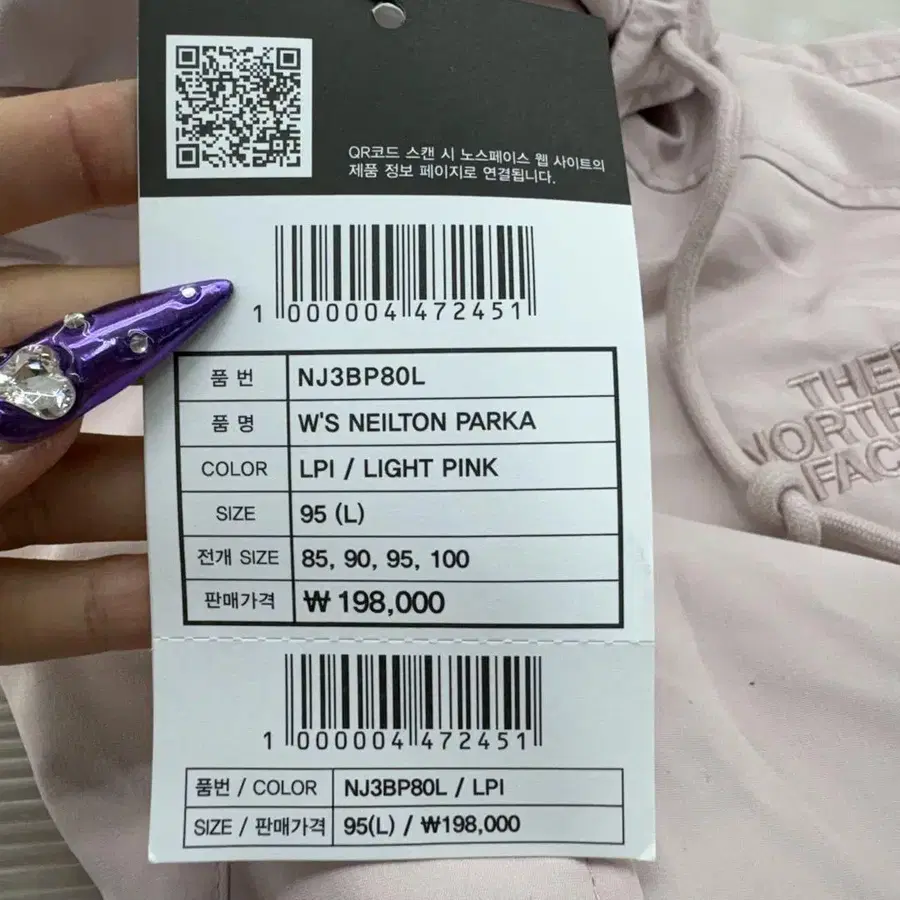 QR코드 스캔 시 노스페이스 웹 사이트의
제품 정보 페이지로 연결됩니다.
1 000004 472451
품 번 NJ3BP80L
품 명 W'S NEILTON PARKA
COLOR LPI / LIGHT PINK
SIZE 95 (L)
전개 SIZE 85, 90, 95, 100
판매가격 ₩ 198,000
1 000004 472451
품번 / COLOR NJ3BP80L / LPI
SIZE / 판매가격 95(L) / ₩198,000
THE
NORTH
FAC